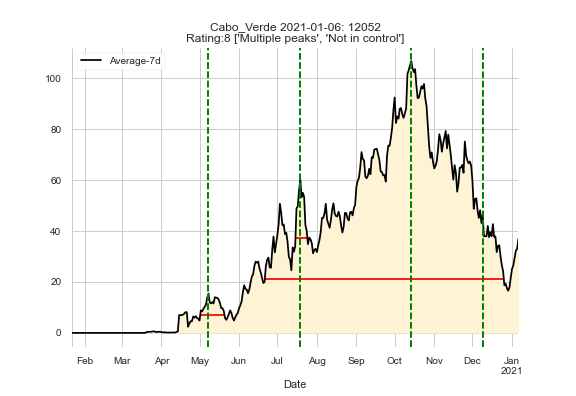 Cabo_Verde 2021-01-06: 12052
Rating:8 ['Multiple peaks', 'Not in control']
Average-7d
100
80
60
40
20
0
Feb Mar Apr May Jun Jul Aug Sep Oct Nov Dec Jan
2021
Date